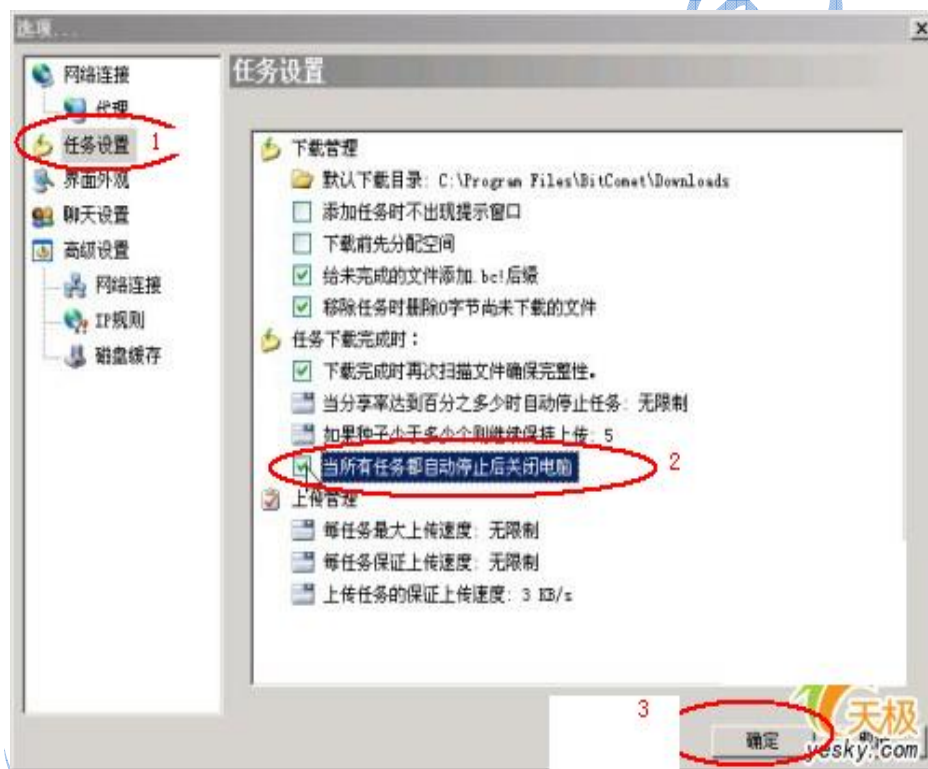 选项...
网络连接
代理
任务设置
1
界面外观
聊天设置
高级设置
网络连接
IP规则
磁盘缓存
任务设置
下载管理
默认下载目录: C:\Program Files\BitComet\Downloads
添加任务时不出现提示窗口
下载前先分配空间
给未完成的文件添加.bc!后缀
移除任务时删除0字节尚未下载的文件
任务下载完成时:
下载完成时再次扫描文件确保完整性。
当分享率达到百分之多少时自动停止任务: 无限制
如果种子少于多少个则继续保持上传: 5
当所有任务都自动停止后关闭电脑
2
上传管理
每任务最大上传速度: 无限制
每任务保证上传速度: 无限制
上传任务的保证上传速度: 3 KB/s
3
确定
天极
yesky.com